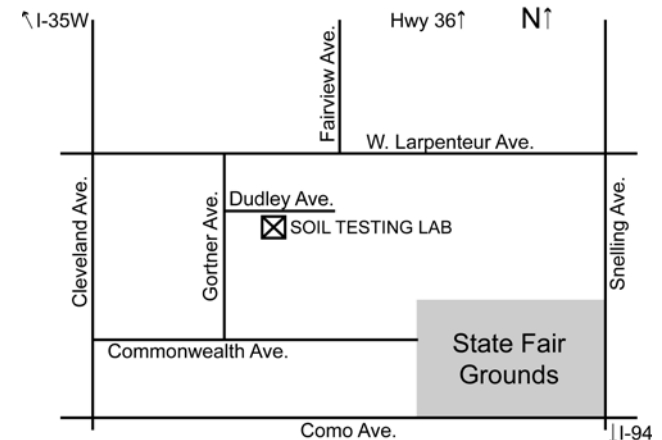 ↖I-35W
Hwy 36↑
N↑
Fairview Ave.
W. Larpenteur Ave.
Cleveland Ave.
Gortner Ave.
Dudley Ave.
SOIL TESTING LAB
Snelling Ave.
Commonwealth Ave.
State Fair
Grounds
Como Ave.
↓I-94